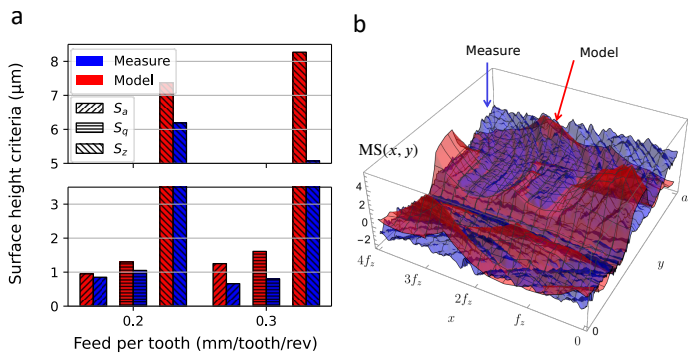 a
b
Surface height criteria (μm)
8
7
6
5
3
2
1
0
Measure
Model
Sₐ
S_q
S_z
0.2
0.3
Feed per tooth (mm/tooth/rev)
Measure
Model
MS(x, y)
4
2
0
−2
4f_z
3f_z
2f_z
f_z
0
x
0
y
a